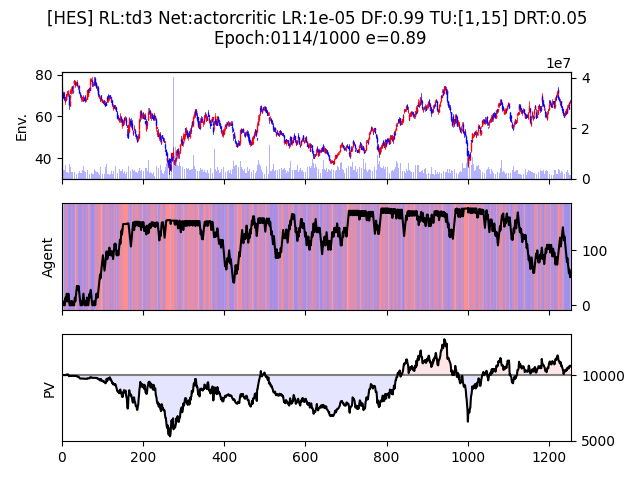 [HES] RL:td3 Net:actorcritic LR:1e-05 DF:0.99 TU:[1,15] DRT:0.05
Epoch:0114/1000 e=0.89
1e7
80
60
40
Env.
4
2
0
Agent
100
0
PV
10000
5000
0 200 400 600 800 1000 1200